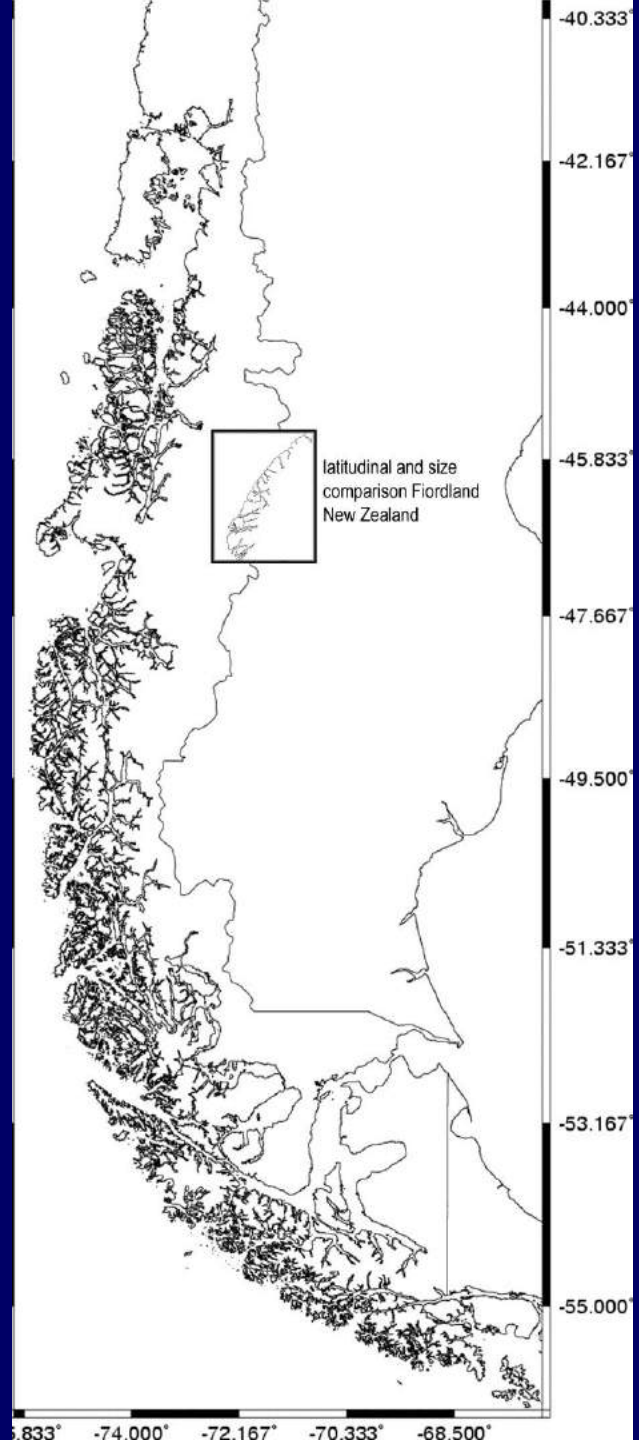 -40.333°
-42.167°
-44.000°
-45.833°
latitudinal and size
comparison Fiordland
New Zealand
-47.667°
-49.500°
-51.333°
-53.167°
-55.000°
5.833° -74.000° -72.167° -70.333° -68.500°